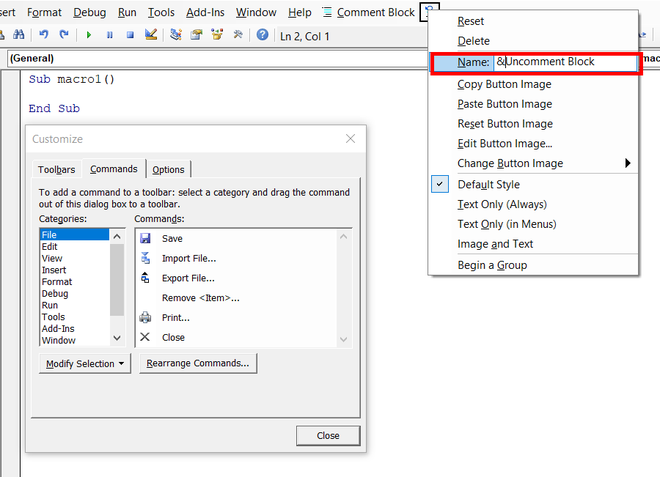 Format Debug Run Tools Add-Ins Window Help Comment Block
Ln 2, Col 1
(General)
Sub macro1()
End Sub
Reset
Delete
Name: &Uncomment Block
Copy Button Image
Paste Button Image
Reset Button Image
Edit Button Image...
Change Button Image
Default Style
Text Only (Always)
Text Only (in Menus)
Image and Text
Begin a Group
Customize
Toolbars Commands Options
To add a command to a toolbar: select a category and drag the command
out of this dialog box to a toolbar.
Categories:
File
Edit
View
Insert
Format
Debug
Run
Tools
Add-Ins
Window
Commands:
Save
Import File...
Export File...
Remove <Item>...
Print...
Close
Modify Selection
Rearrange Commands...
Close